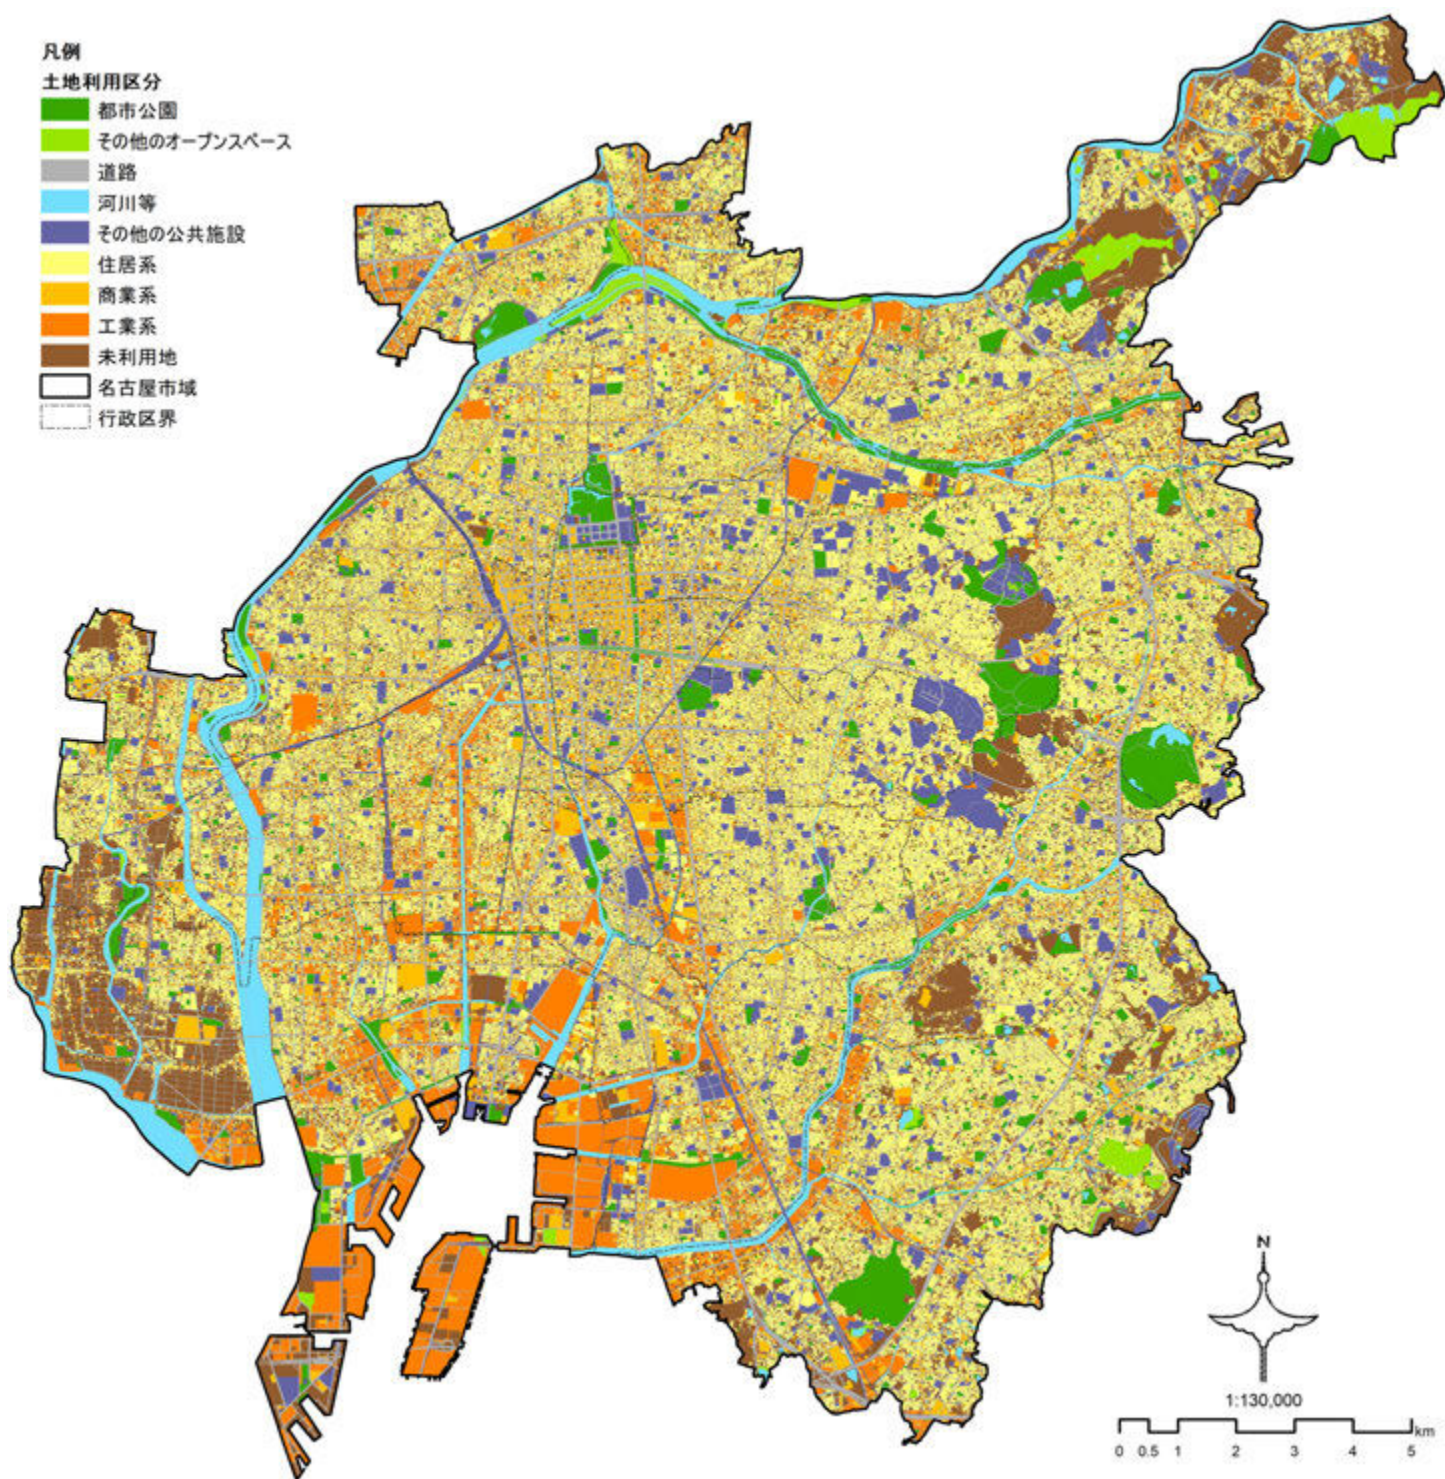 凡例
土地利用区分
都市公園
その他のオープンスペース
道路
河川等
その他の公共施設
住居系
商業系
工業系
未利用地
名古屋市域
行政区界
N
1:130,000
km
0 0.5 1 2 3 4 5